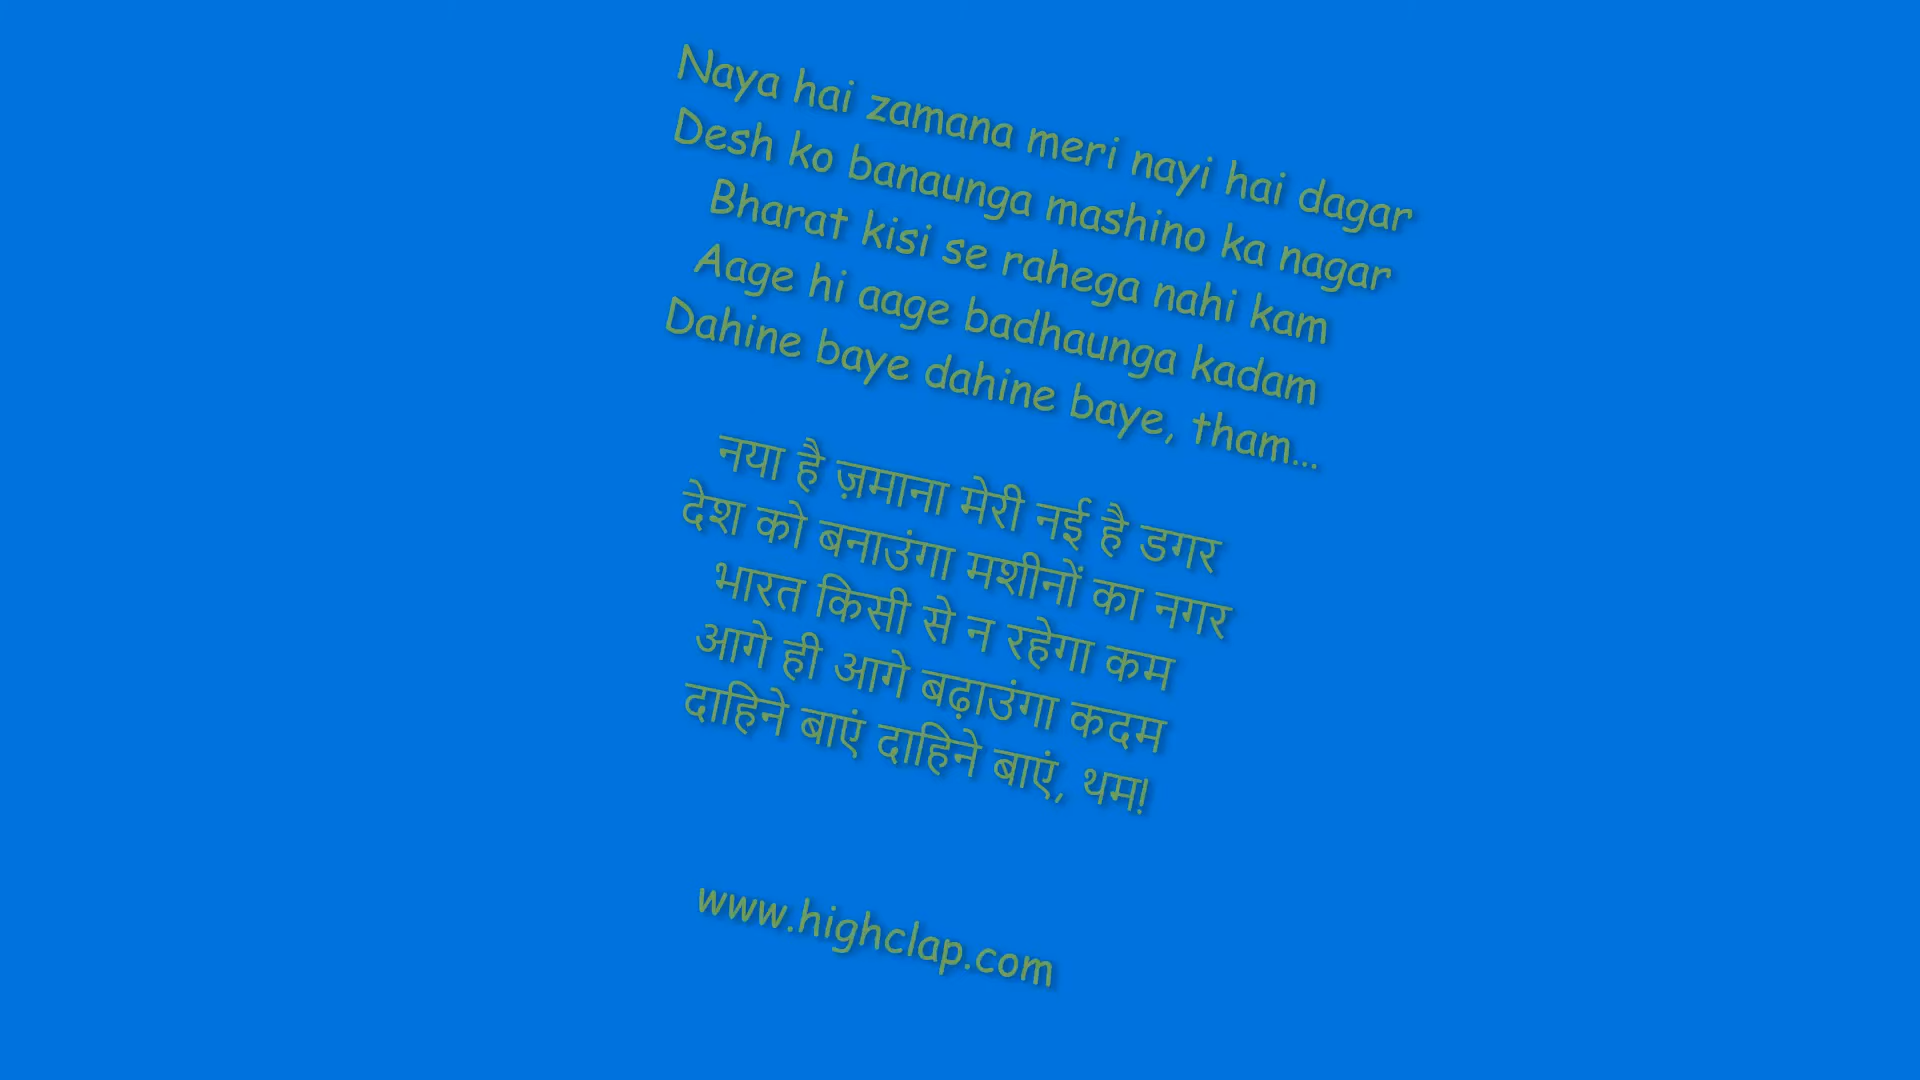 Naya hai zamana meri nayi hai dagar
Desh ko banaunga mashino ka nagar
Bharat kisi se rahega nahi kam
Aage hi aage badhaunga kadam
Dahine baye dahine baye, tham...
नया है ज़माना मेरी नई है डगर
देश को बनाउंगा मशीनों का नगर
भारत किसी से न रहेगा कम
आगे ही आगे बढ़ाउंगा कदम
दाहिने बाएं दाहिने बाएं, थम!
www.highclap.com